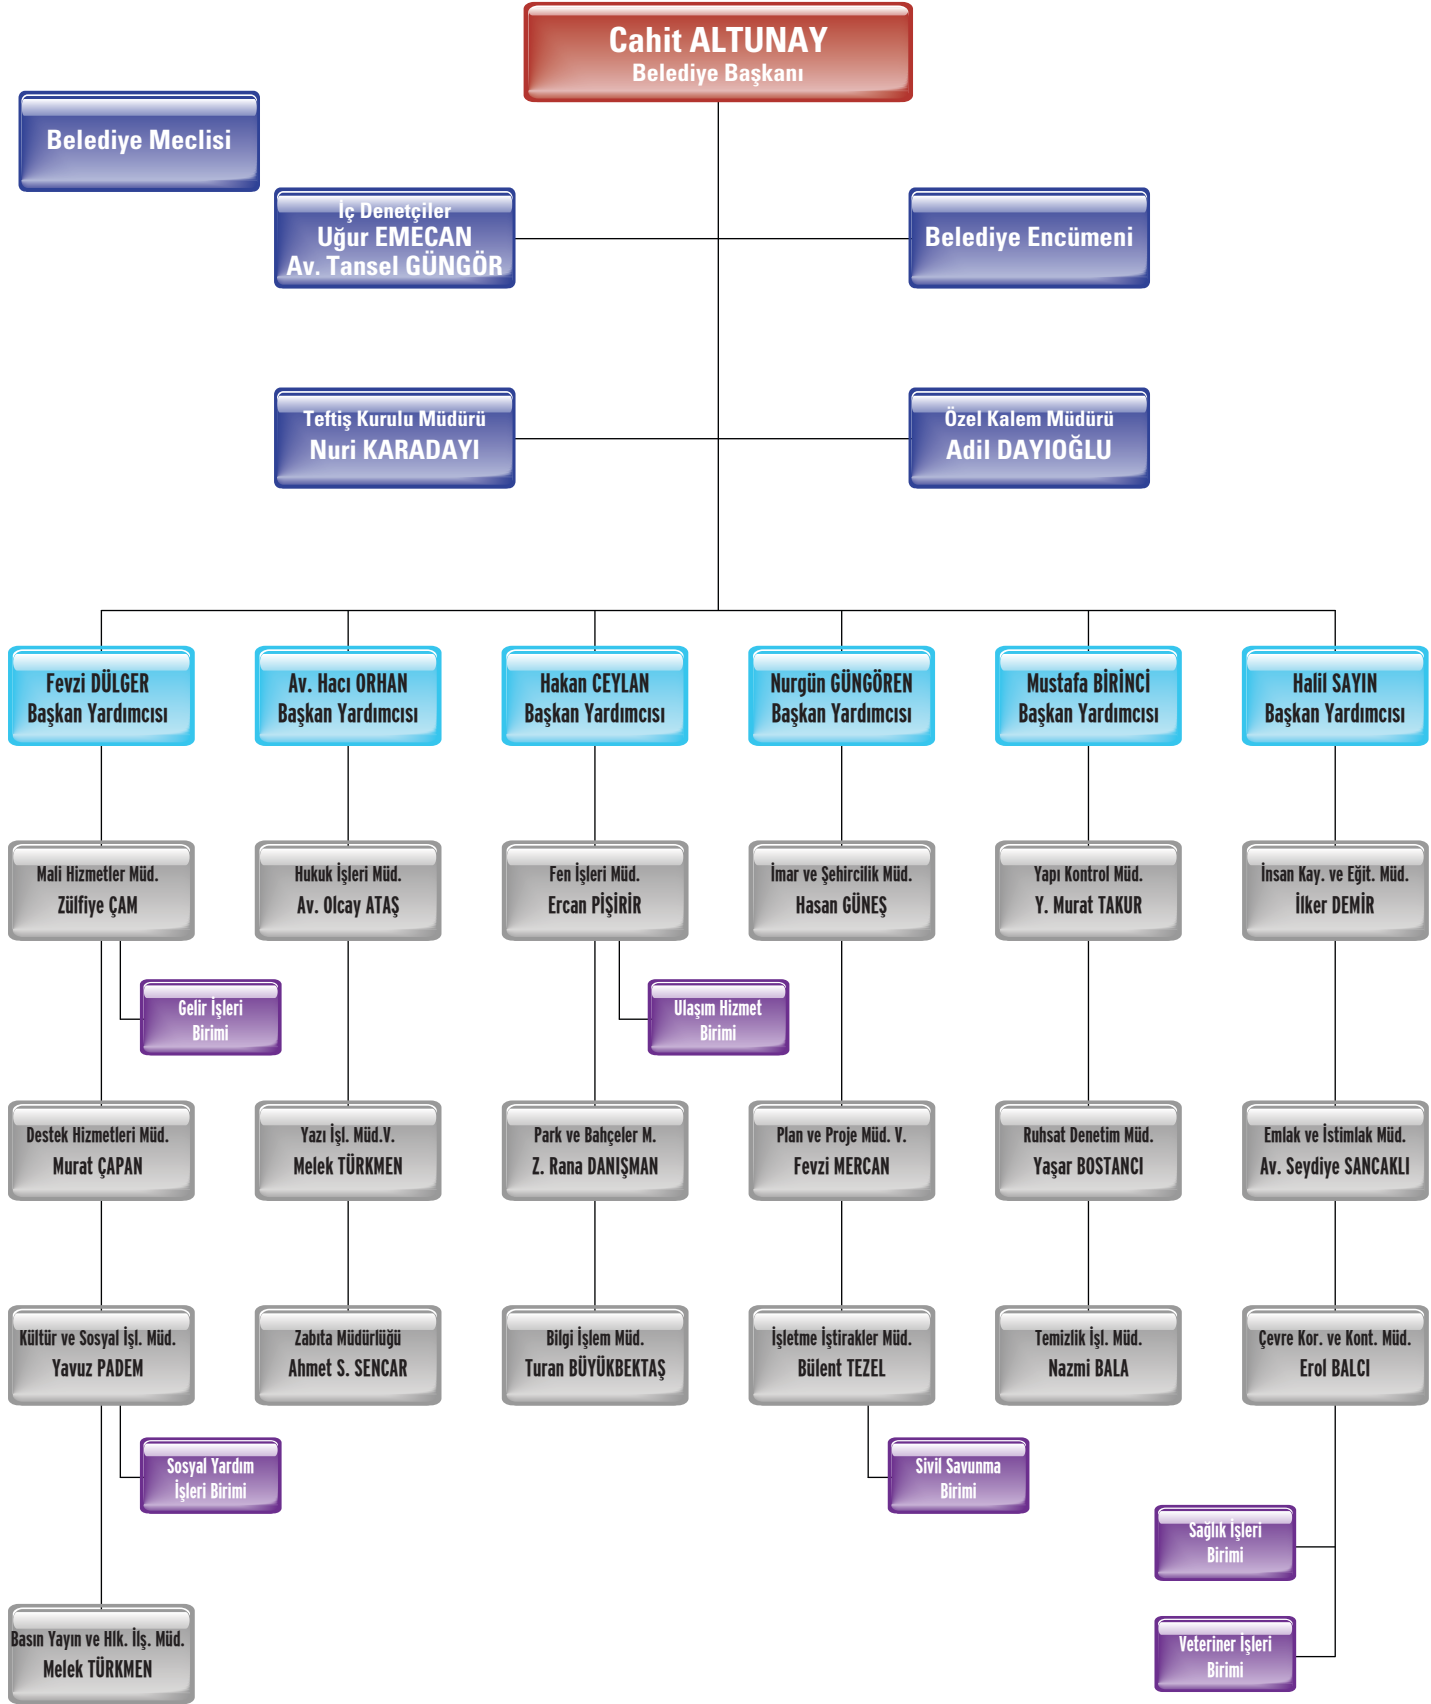 Cahit ALTUNAY
Belediye Başkanı
Belediye Meclisi
İç Denetçiler
Uğur EMECAN
Av. Tansel GÜNGÖR
Belediye Encümeni
Teftiş Kurulu Müdürü
Nuri KARADAYI
Özel Kalem Müdürü
Adil DAYIOĞLU
Fevzi DÜLGER
Başkan Yardımcısı
Av. Hacı ORHAN
Başkan Yardımcısı
Hakan CEYLAN
Başkan Yardımcısı
Nurgün GÜNGÖREN
Başkan Yardımcısı
Mustafa BİRİNCİ
Başkan Yardımcısı
Halil SAYIN
Başkan Yardımcısı
Mali Hizmetler Müd.
Zülfiye ÇAM
Hukuk İşleri Müd.
Av. Olcay ATAŞ
Fen İşleri Müd.
Ercan PİŞİRİR
İmar ve Şehircilik Müd.
Hasan GÜNEŞ
Yapı Kontrol Müd.
Y. Murat TAKUR
İnsan Kay. ve Eğit. Müd.
İlker DEMİR
Gelir İşleri
Birimi
Ulaşım Hizmet
Birimi
Destek Hizmetleri Müd.
Murat ÇAPAN
Yazı İşl. Müd.V.
Melek TÜRKMEN
Park ve Bahçeler M.
Z. Rana DANIŞMAN
Plan ve Proje Müd. V.
Fevzi MERCAN
Ruhsat Denetim Müd.
Yaşar BOSTANCI
Emlak ve İstimlak Müd.
Av. Seydiye SANCAKLI
Kültür ve Sosyal İşl. Müd.
Yavuz PADEM
Zabıta Müdürlüğü
Ahmet S. SENCAR
Bilgi İşlem Müd.
Turan BÜYÜKBEKTAŞ
İşletme İştirakler Müd.
Bülent TEZEL
Temizlik İşl. Müd.
Nazmi BALA
Çevre Kor. ve Kont. Müd.
Erol BALCI
Sosyal Yardım
İşleri Birimi
Sivil Savunma
Birimi
Sağlık İşleri
Birimi
Basın Yayın ve Hlk. İlş. Müd.
Melek TÜRKMEN
Veteriner İşleri
Birimi